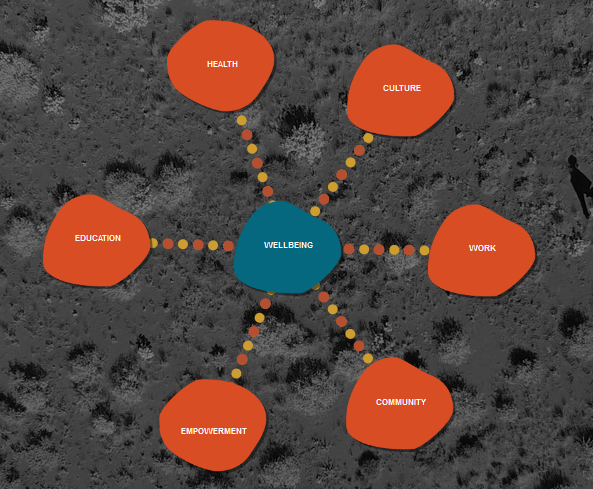 HEALTH
CULTURE
EDUCATION
WELLBEING
WORK
EMPOWERMENT
COMMUNITY